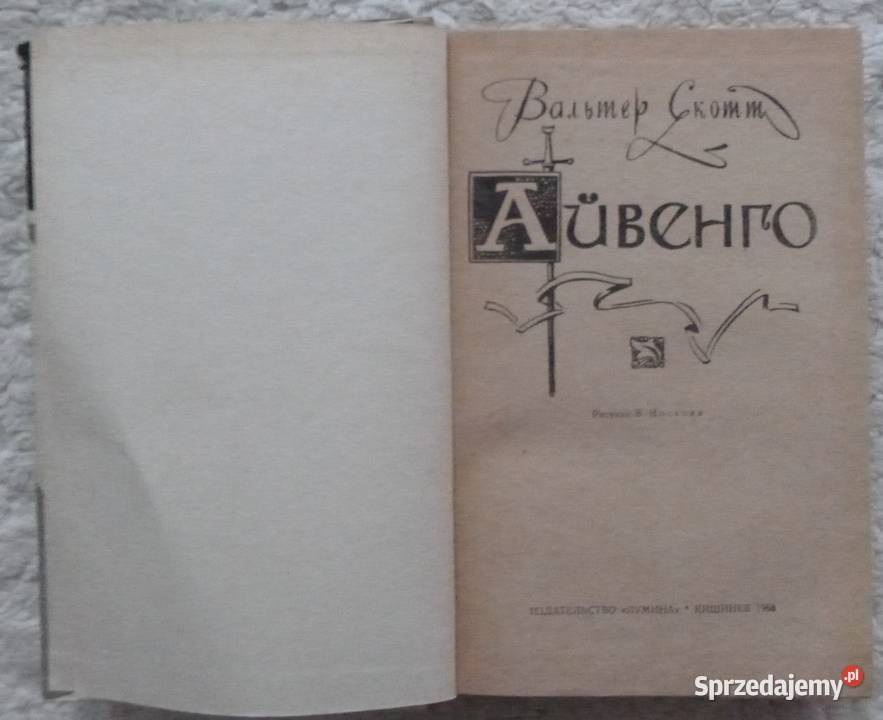 Вальтер Скотт
Айвенго
Рисунки В
ИЗДАТЕЛЬСТВО «ЛУМИНА» • КИШИНЕВ
Sprzedajemy.pl